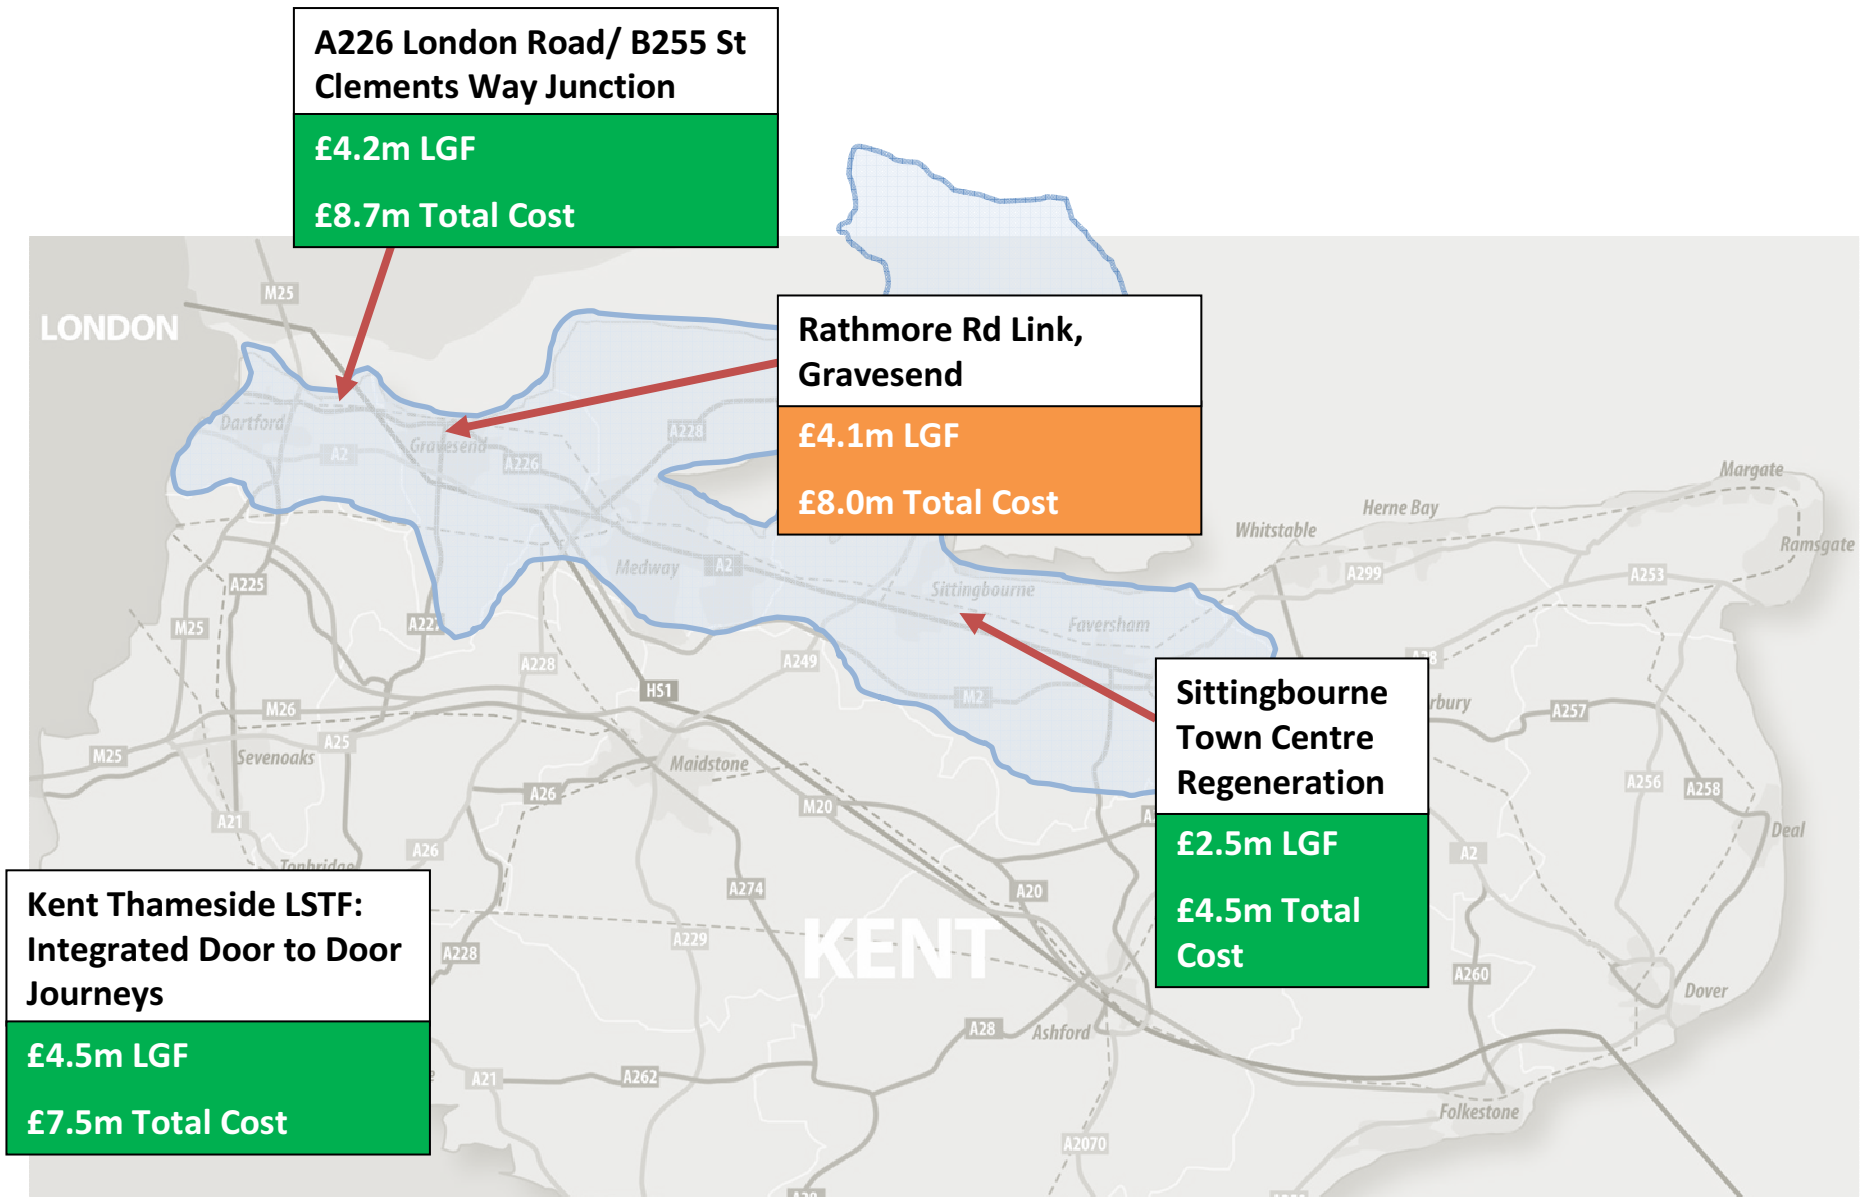 A226 London Road/ B255 St
Clements Way Junction
£4.2m LGF
£8.7m Total Cost
M25
LONDON
Rathmore Rd Link,
Gravesend
£4.1m LGF
£8.0m Total Cost
Dartford
A2
Gravesend
A226
A228
Margate
Herne Bay
Whitstable
Ramsgate
A299
A253
Medway
A2
Sittingbourne
Faversham
A225
M25
A227
A228
A249
HS1
M2
M26
M25
A25
Sevenoaks
Maidstone
A26
M20
A21
Tonbridge
A26
A28
rbury
A257
A256
A258
Deal
A2
Sittingbourne
Town Centre
Regeneration
£2.5m LGF
£4.5m Total
Cost
Kent Thameside LSTF:
Integrated Door to Door
Journeys
£4.5m LGF
£7.5m Total Cost
A274
A20
A229
A228
KENT
A260
Dover
A28
Ashford
A21
A262
Folkestone
A2070